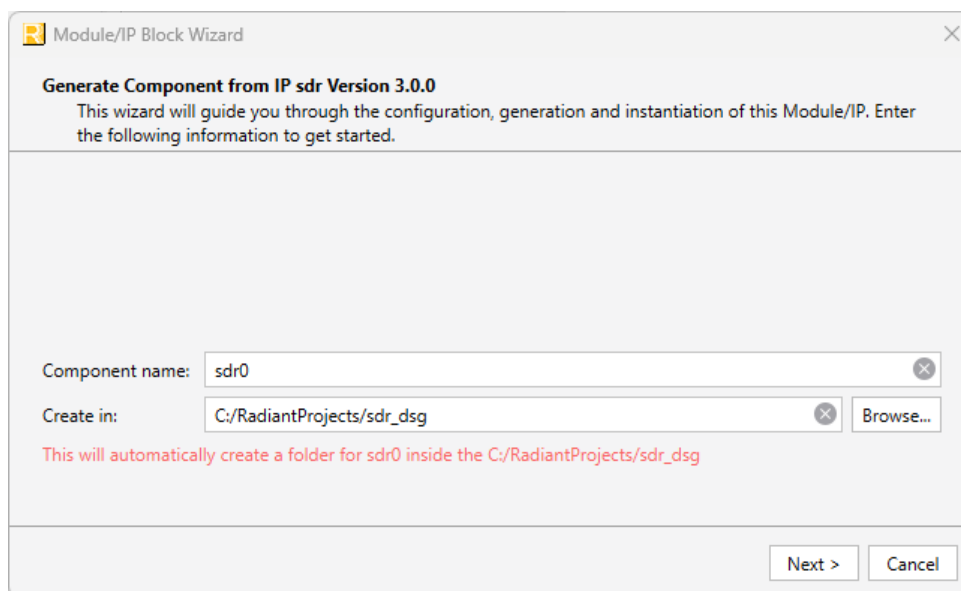 Module/IP Block Wizard
Generate Component from IP sdr Version 3.0.0
This wizard will guide you through the configuration, generation and instantiation of this Module/IP. Enter
the following information to get started.
Component name: sdr0
Create in: C:/RadiantProjects/sdr_dsg Browse...
This will automatically create a folder for sdr0 inside the C:/RadiantProjects/sdr_dsg
Next > Cancel